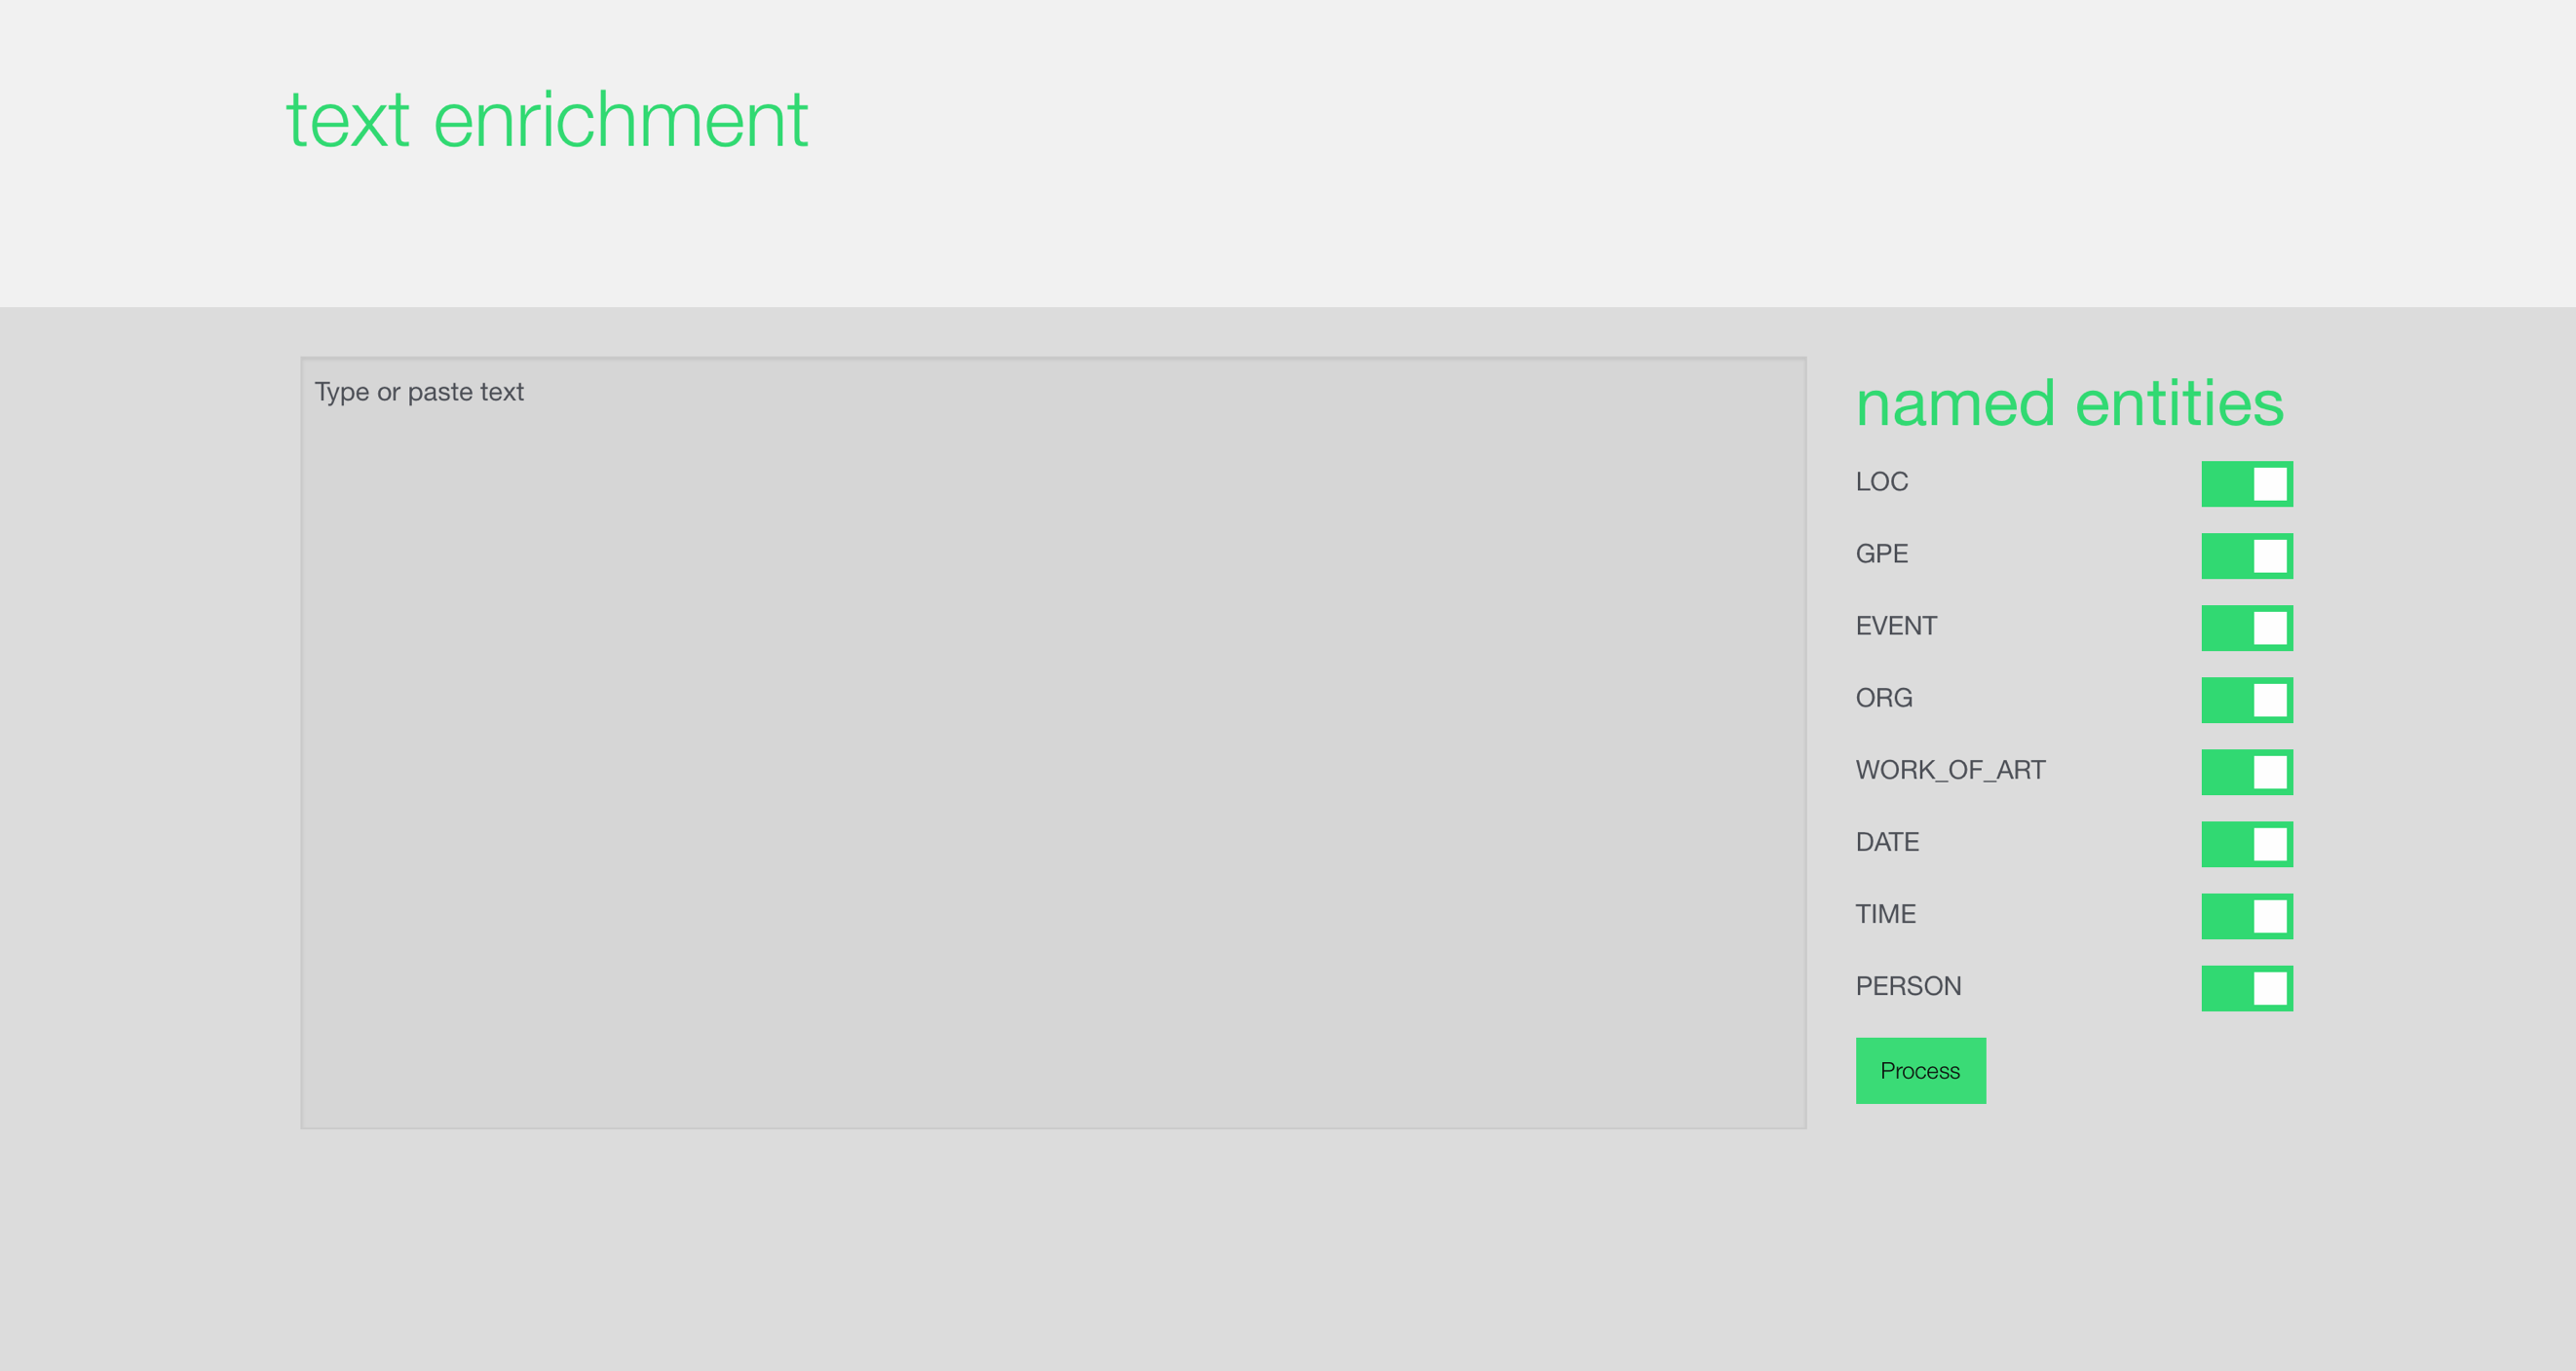 text enrichment
Type or paste text
named entities
LOC
GPE
EVENT
ORG
WORK_OF_ART
DATE
TIME
PERSON
Process